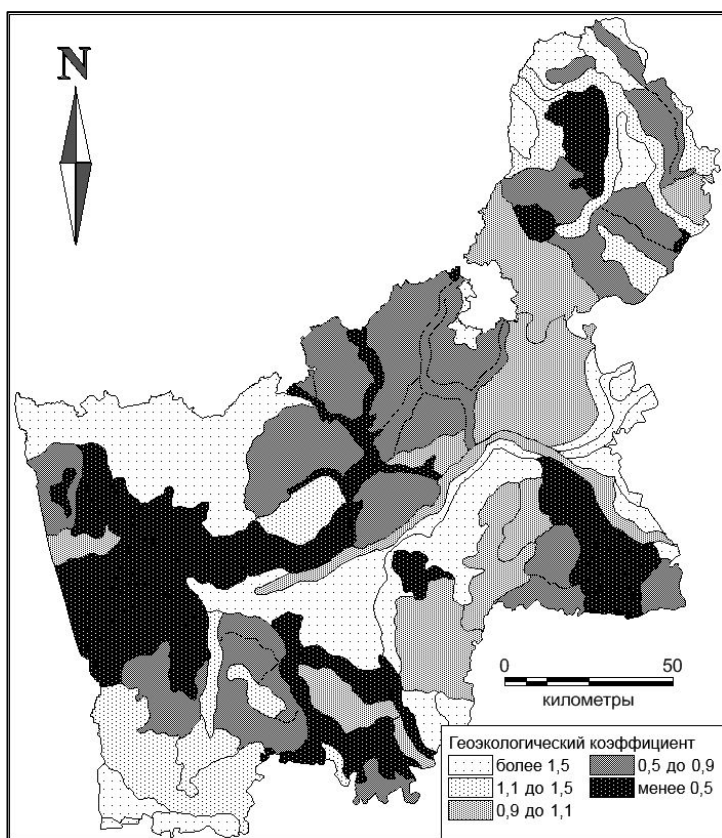 N
0 50
километры
Геоэкологический коэффициент
более 1,5 0,5 до 0,9
1,1 до 1,5 менее 0,5
0,9 до 1,1